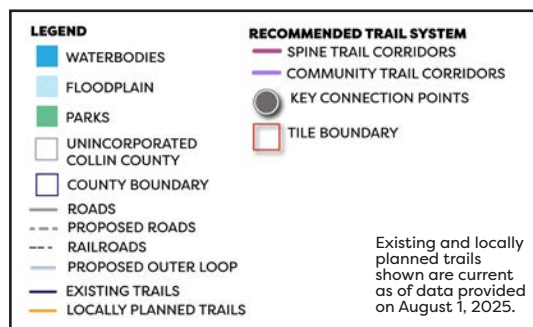 LEGEND
WATERBODIES
FLOODPLAIN
PARKS
UNINCORPORATED
COLLIN COUNTY
COUNTY BOUNDARY
ROADS
PROPOSED ROADS
RAILROADS
PROPOSED OUTER LOOP
EXISTING TRAILS
LOCALLY PLANNED TRAILS
RECOMMENDED TRAIL SYSTEM
SPINE TRAIL CORRIDORS
COMMUNITY TRAIL CORRIDORS
KEY CONNECTION POINTS
TILE BOUNDARY
Existing and locally
planned trails
shown are current
as of data provided
on August 1, 2025.